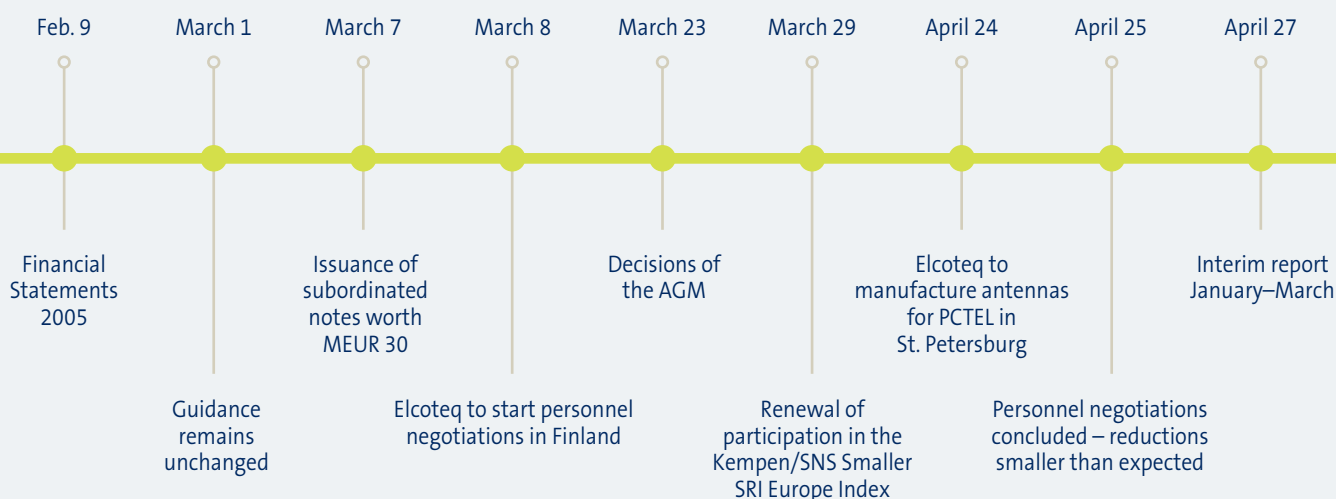 Feb. 9
March 1
March 7
March 8
March 23
March 29
April 24
April 25
April 27
Financial
Statements
2005
Issuance of
subordinated
notes worth
MEUR 30
Decisions of
the AGM
Elcoteq to
manufacture antennas
for PCTEL in
St. Petersburg
Interim report
January–March
Guidance
remains
unchanged
Elcoteq to start personnel
negotiations in Finland
Renewal of
participation in the
Kempen/SNS Smaller
SRI Europe Index
Personnel negotiations
concluded – reductions
smaller than expected